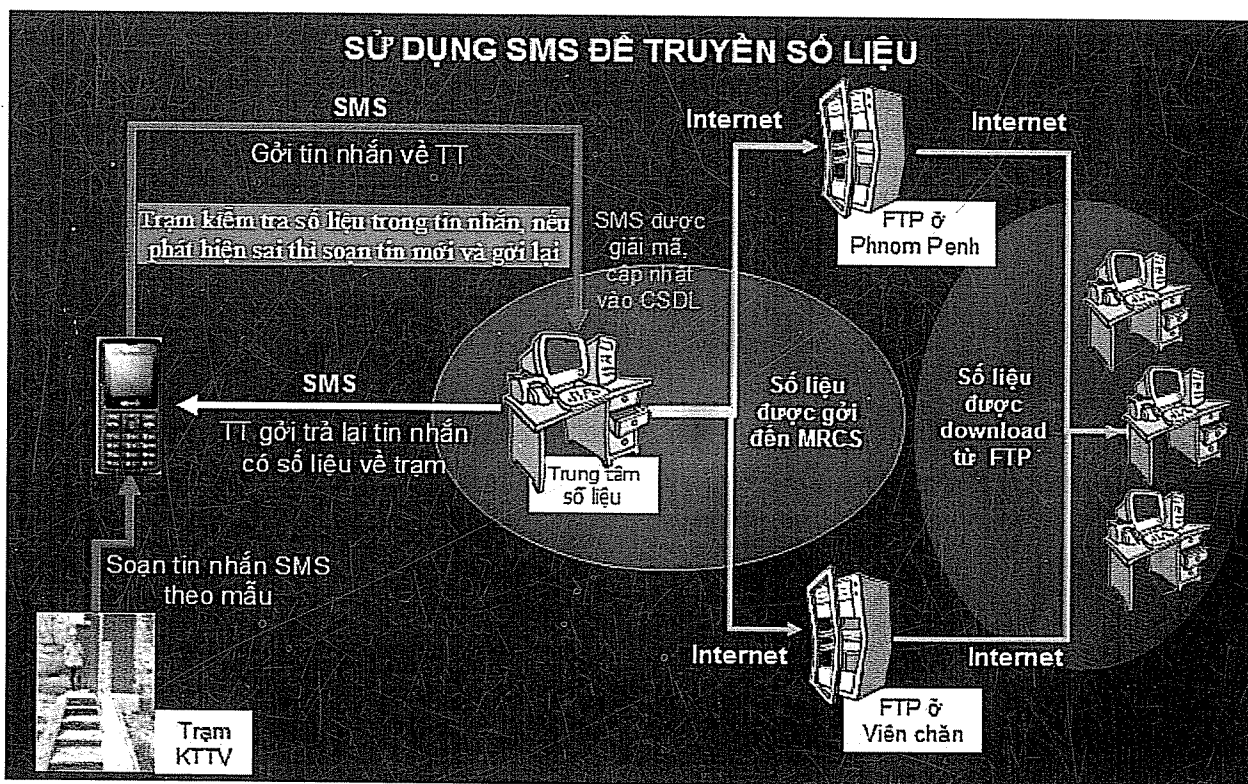 SỬ DỤNG SMS ĐỂ TRUYỀN SỐ LIỆU
SMS
Gởi tin nhắn về TT
Trạm kiểm tra số liệu trong tin nhắn, nếu
phát hiện sai thì soạn tin mới và gởi lại
SMS được
giải mã,
cập nhật
vào CSDL
SMS
TT gởi trả lại tin nhắn
có số liệu về trạm
Trung tâm
số liệu
Soạn tin nhắn SMS
theo mẫu
Trạm
KTTV
Internet
Internet
FTP ở
Phnom Penh
Số liệu
được gởi
đến MRCS
Số liệu
được
download
từ FTP
Internet
Internet
FTP ở
Viên chăn